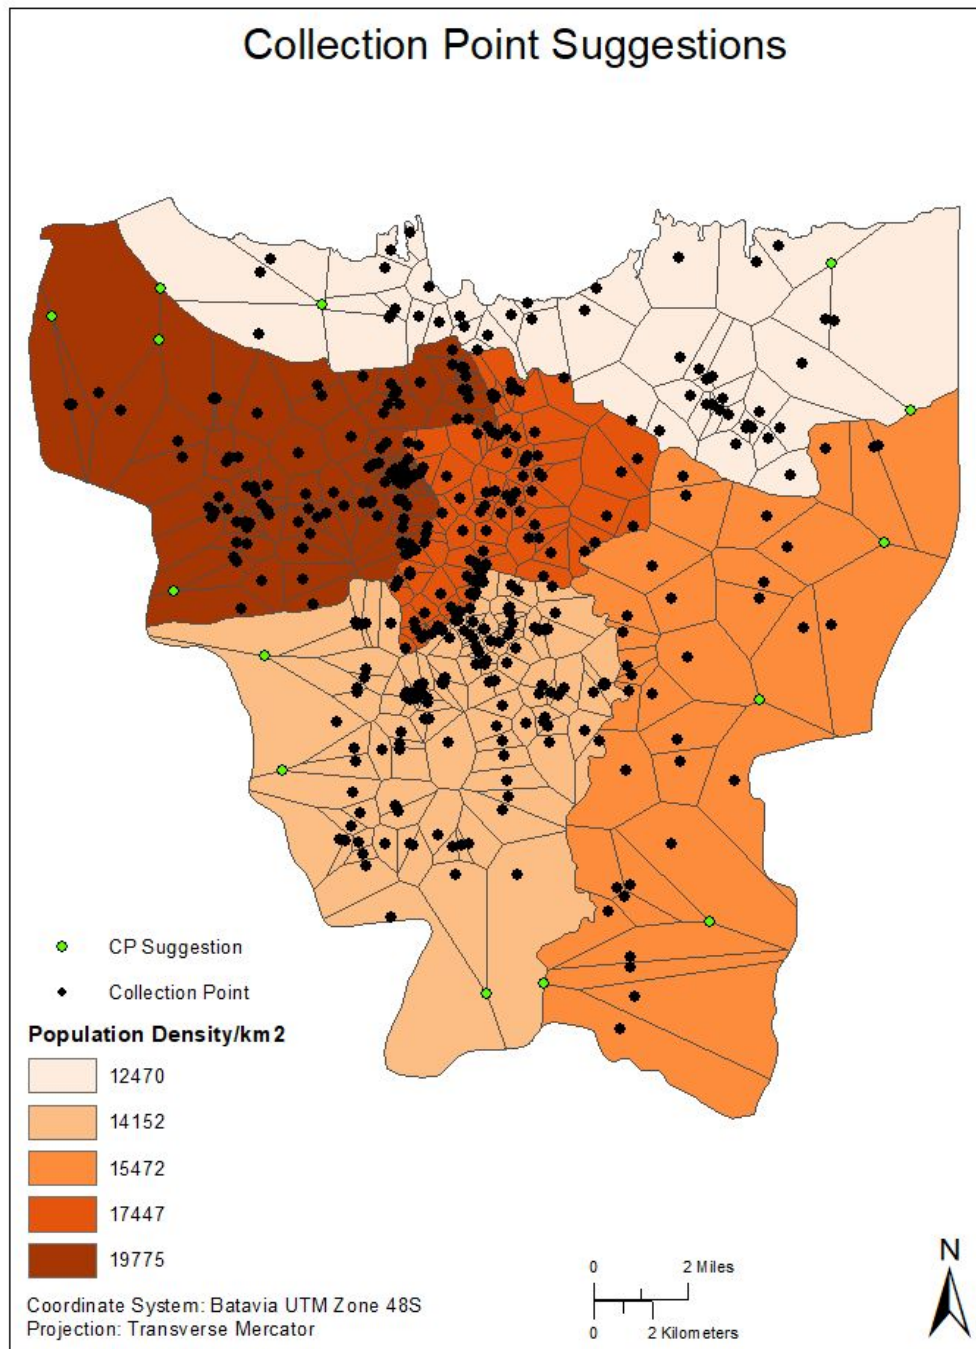 Collection Point Suggestions
CP Suggestion
Collection Point
Population Density/km2
12470
14152
15472
17447
19775
Coordinate System: Batavia UTM Zone 48S
Projection: Transverse Mercator
0 2 Miles
0 2 Kilometers
N